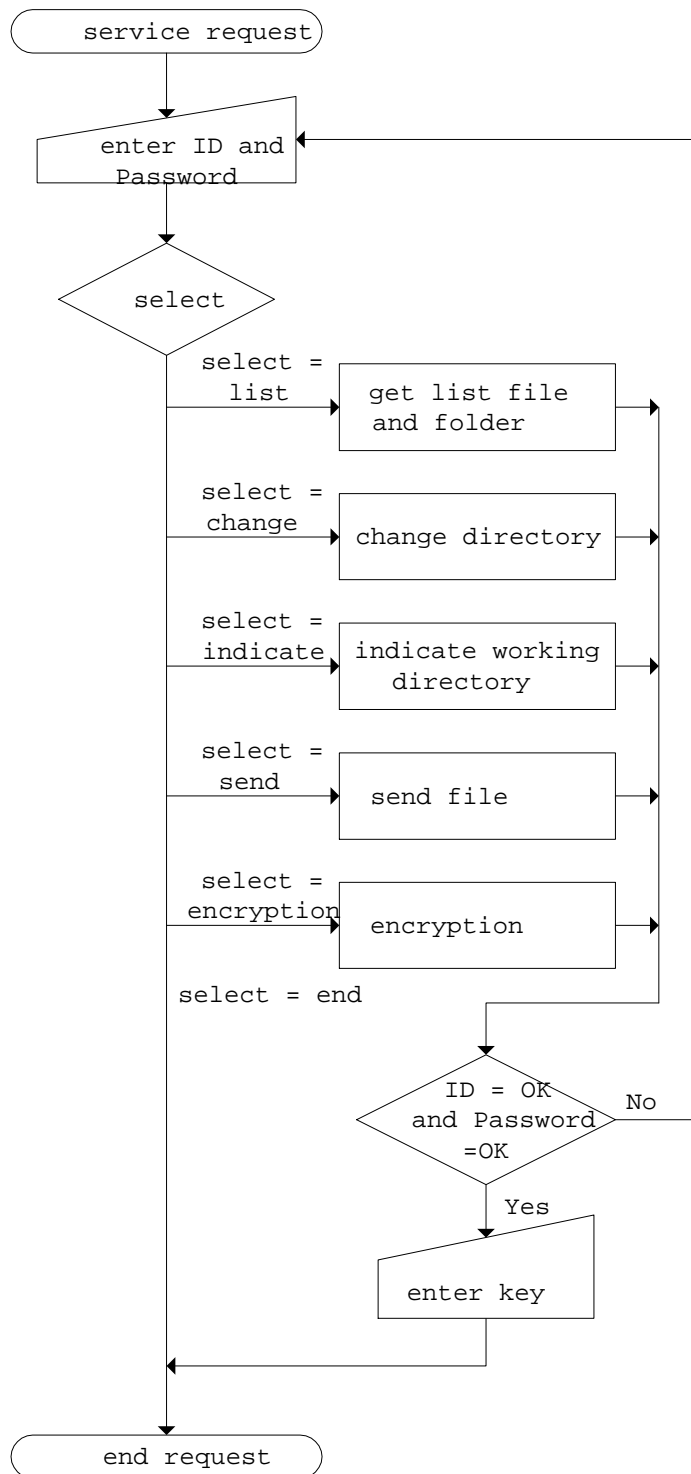 service request
enter ID and
Password
select
select =
list
get list file
and folder
select =
change
change directory
select =
indicate
indicate working
directory
select =
send
send file
select =
encryption
encryption
select = end
ID = OK
and Password
=OK
No
Yes
enter key
end request